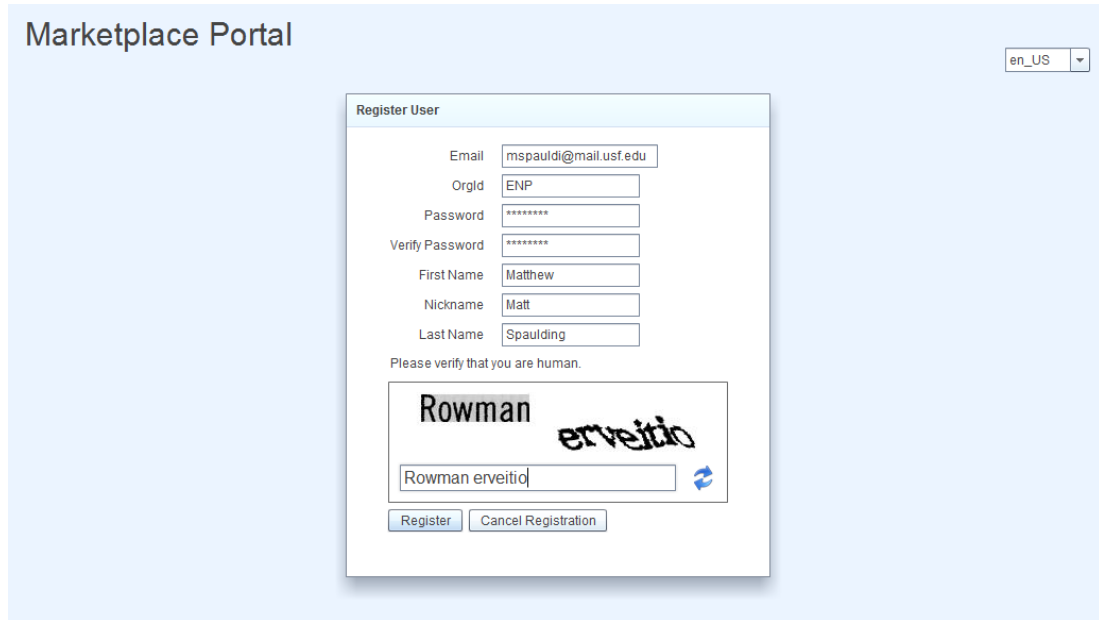 Marketplace Portal
en_US
Register User
Email mspauldi@mail.usf.edu
OrgId ENP
Password ********
Verify Password ********
First Name Matthew
Nickname Matt
Last Name Spaulding
Please verify that you are human.
Rowman erveitio
Rowman erveitio
Register Cancel Registration